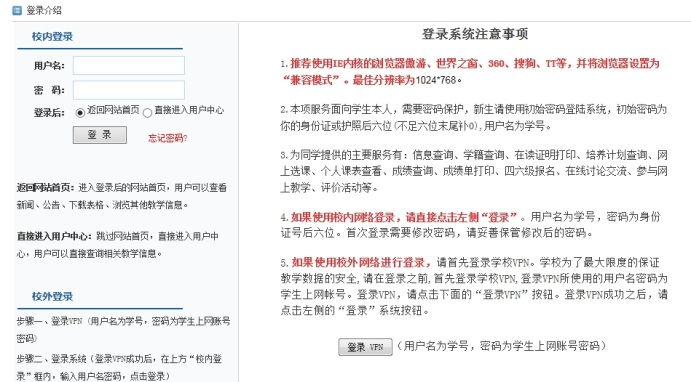 登录介绍
校内登录
用户名:
密 码:
登录后: 返回网站首页 直接进入用户中心
登 录 忘记密码?
返回网站首页: 进入登录后的网站首页,用户可以查看
新闻、公告、下载表格、浏览其他教学信息。
直接进入用户中心: 跳过网站首页,直接进入用户中
心,用户可以直接查询相关教学信息。
校外登录
步骤一、登录VPN (用户名为学号,密码为学生上网账号
密码)
步骤二、登录系统 (登录VPN成功后,在上方“校内登
录”框内,输入用户名密码,点击登录)
登录系统注意事项
1.推荐使用IE内核的浏览器傲游、世界之窗、360、搜狗、TT等,并将浏览器设置为
“兼容模式”。最佳分辨率为1024*768。
2.本项服务面向学生本人,需要密码保护,新生请使用初始密码登陆系统,初始密码为
你的身份证或护照后六位(不足六位末尾补0),用户名为学号。
3.为同学提供的主要服务有: 信息查询、学籍查询、在读证明打印、培养计划查询、网
上选课、个人课表查看、成绩查询、成绩单打印、四六级报名、在线讨论交流、参与网
上教学、评价活动等。
4.如果使用校内网络登录,请直接点击左侧“登录”。用户名为学号,密码为身份
证号后六位。首次登录需要修改密码,请妥善保管修改后的密码。
5.如果使用校外网络进行登录,请首先登录学校VPN。学校为了最大限度的保证
教学数据的安全,请在登录之前,首先登录学校VPN,登录VPN所使用的用户名密码为
学生上网帐号。登录VPN,请点击下面的“登录VPN”按钮。登录VPN成功之后,请
点击左侧的“登录”系统按钮。
登录 VPN (用户名为学号,密码为学生上网账号密码)